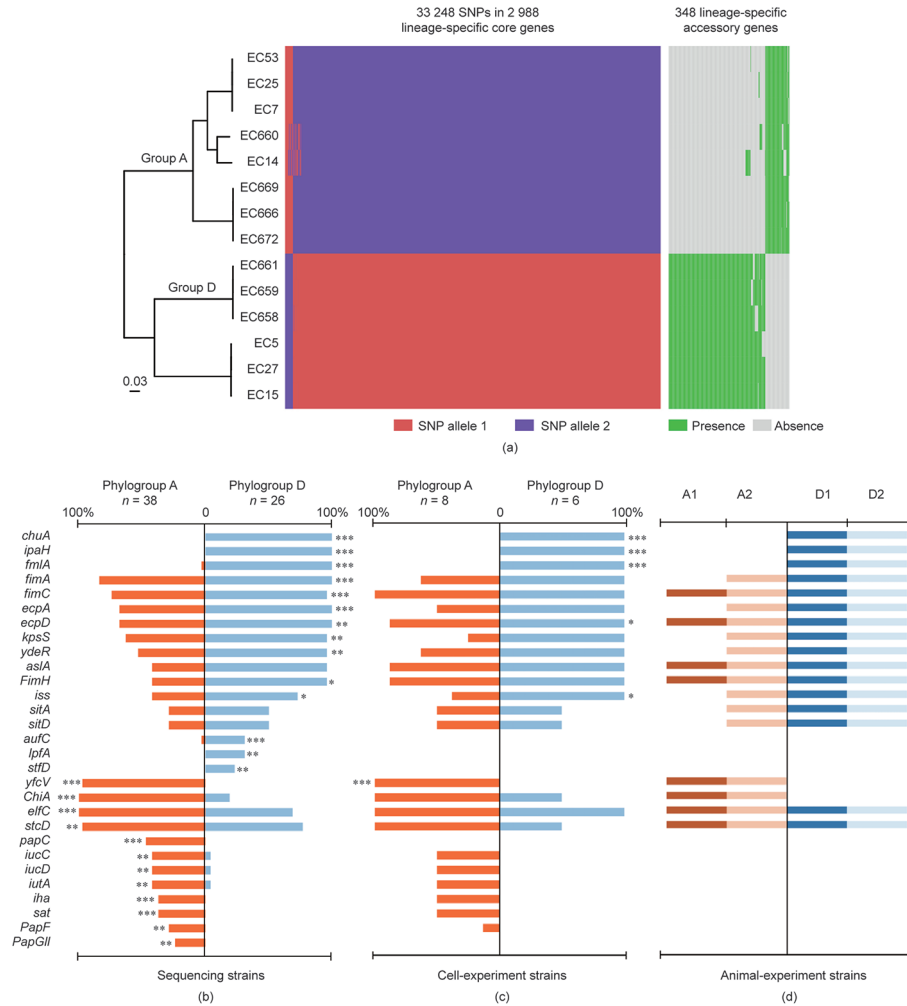 33 248 SNPs in 2 988
lineage-specific core genes
348 lineage-specific
accessory genes
EC53
EC25
EC7
EC660
EC14
Group A
EC669
EC666
EC672
EC661
EC659
Group D
EC658
EC5
EC27
0.03
EC15
SNP allele 1
SNP allele 2
Presence
Absence
(a)
Phylogroup A
n = 38
Phylogroup D
n = 26
100%
0
100%
Phylogroup A
n = 8
Phylogroup D
n = 6
100%
0
100%
A1
A2
D1
D2
chuA *** ***
ipaH *** ***
fmlA *** ***
fimA ***
fimC ***
ecpA ***
ecpD ** *
kpsS **
ydeR **
aslA
FimH *
iss * *
sitA
sitD
aufC ***
lpfA **
stfD **
yfcV *** ***
ChiA ***
elfC ***
stcD **
papC ***
iucC **
iucD **
iutA **
iha ***
sat ***
PapF **
PapGII **
Sequencing strains
Cell-experiment strains
Animal-experiment strains
(b)
(c)
(d)